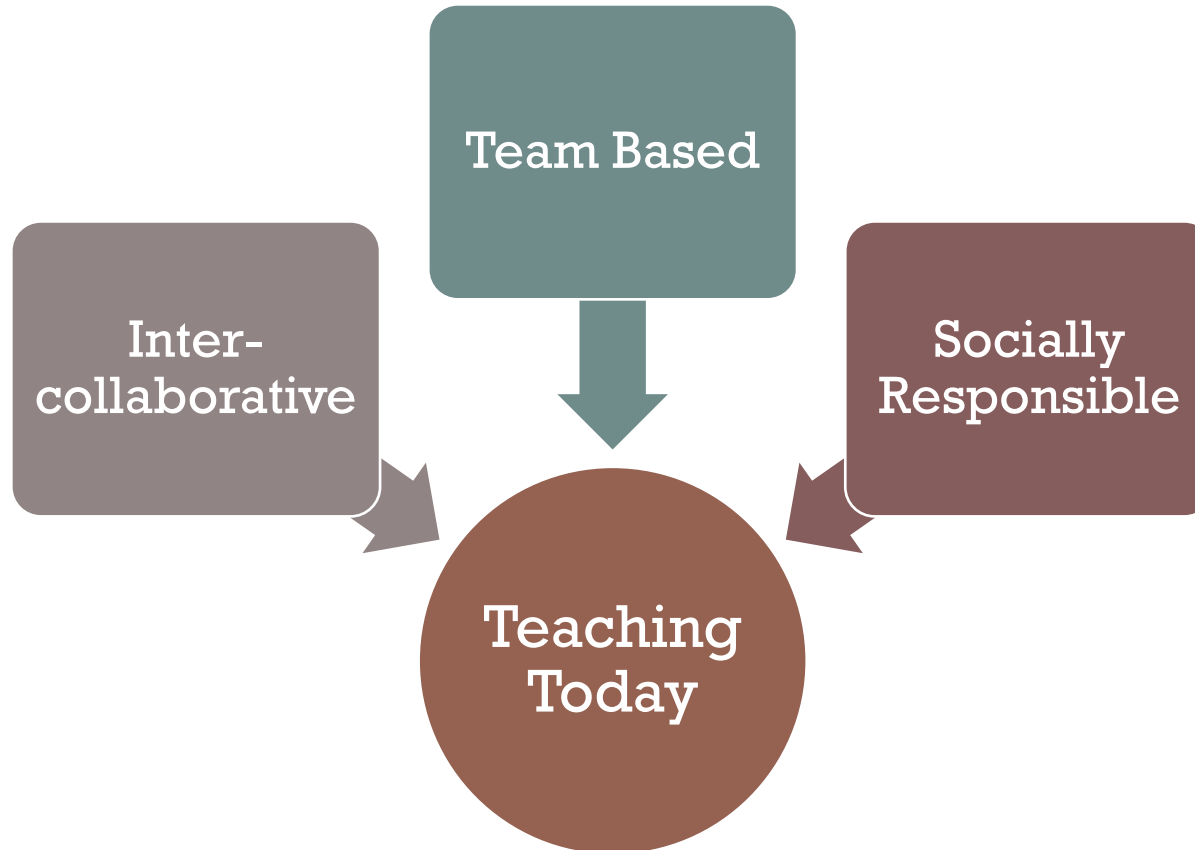 Team Based
Inter-
collaborative
Socially
Responsible
Teaching
Today